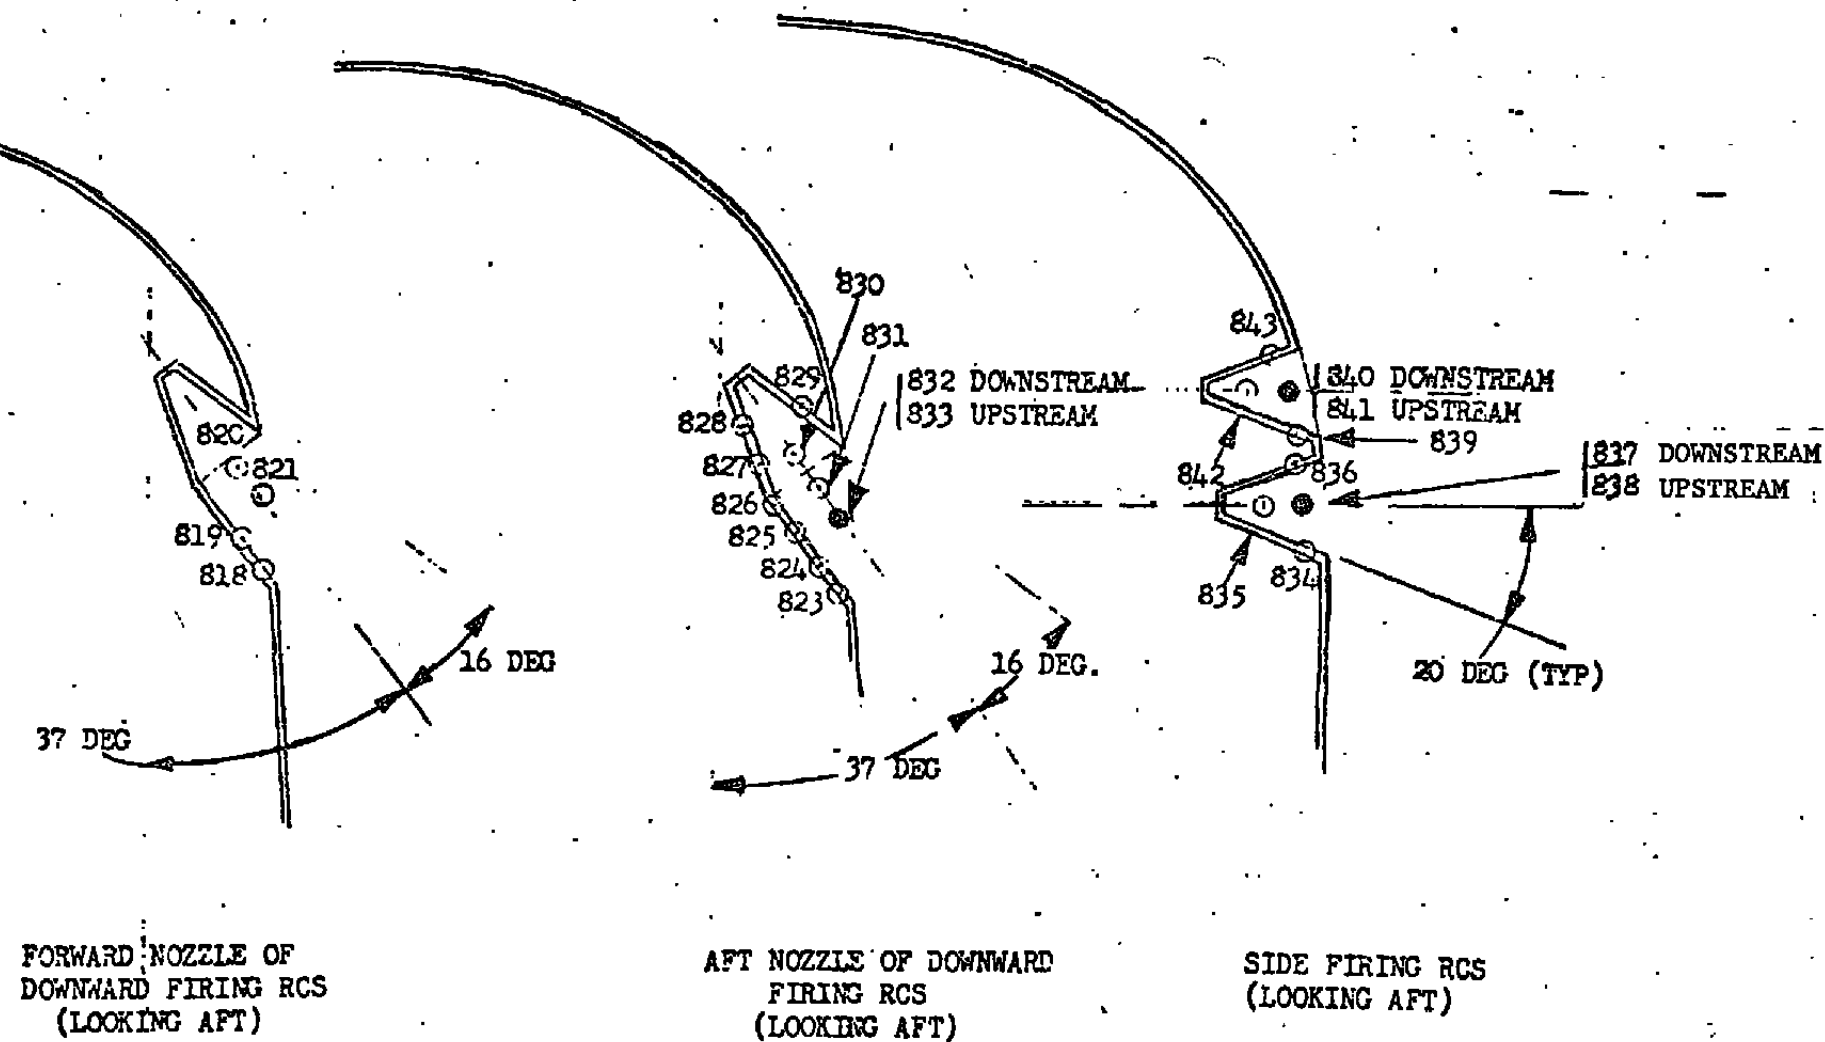 820
821
819
818
16 DEG
37 DEG
FORWARD NOZZLE OF
DOWNWARD FIRING RCS
(LOOKING AFT)
830
831
829
832 DOWNSTREAM
833 UPSTREAM
828
827
826
825
824
823
16 DEG.
37 DEG
AFT NOZZLE OF DOWNWARD
FIRING RCS
(LOOKING AFT)
843
840 DOWNSTREAM
841 UPSTREAM
839
842
836
837 DOWNSTREAM
838 UPSTREAM
835
834
20 DEG (TYP)
SIDE FIRING RCS
(LOOKING AFT)